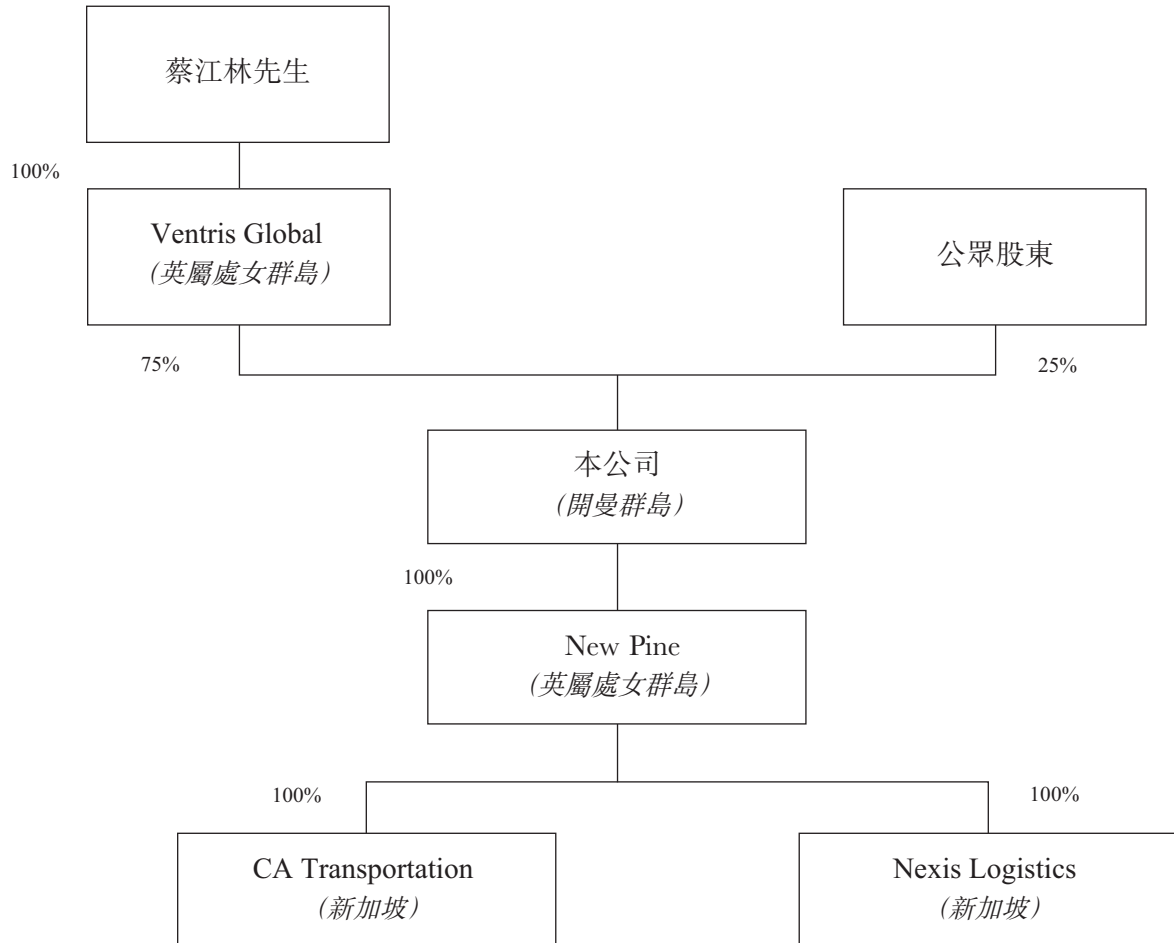 蔡江林先生
100%
Ventris Global
（英屬處女群島）
公眾股東
75%
25%
本公司
（開曼群島）
100%
New Pine
（英屬處女群島）
100%
100%
CA Transportation
（新加坡）
Nexis Logistics
（新加坡）